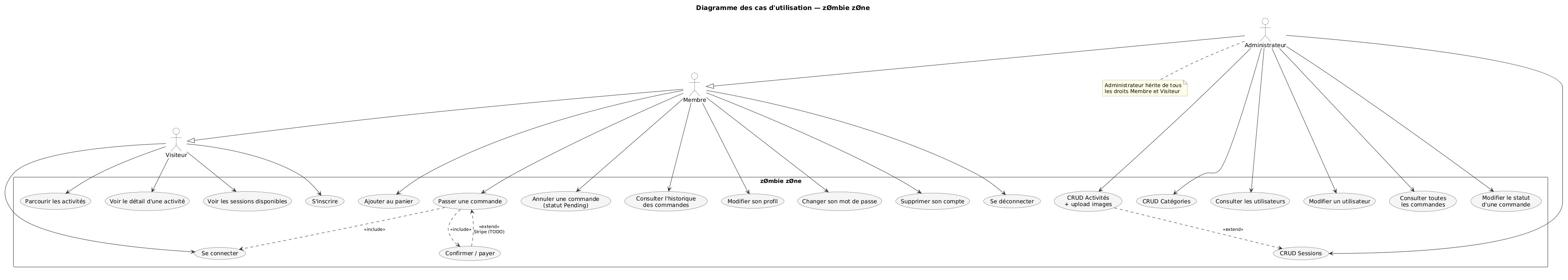 Diagramme des cas d'utilisation — zØmbie zØne
Administrateur
Administrateur hérite de tous
les droits Membre et Visiteur
Membre
Visiteur
zØmbie zØne
Parcourir les activités
Voir le détail d'une activité
Voir les sessions disponibles
S'inscrire
Ajouter au panier
Passer une commande
Annuler une commande
(statut Pending)
Consulter l'historique
des commandes
Modifier son profil
Changer son mot de passe
Supprimer son compte
Se déconnecter
CRUD Activités
+ upload images
CRUD Catégories
Consulter les utilisateurs
Modifier un utilisateur
Consulter toutes
les commandes
Modifier le statut
d'une commande
«include»
«include»
«extend»
Stripe (TODO)
«extend»
Se connecter
Confirmer / payer
CRUD Sessions